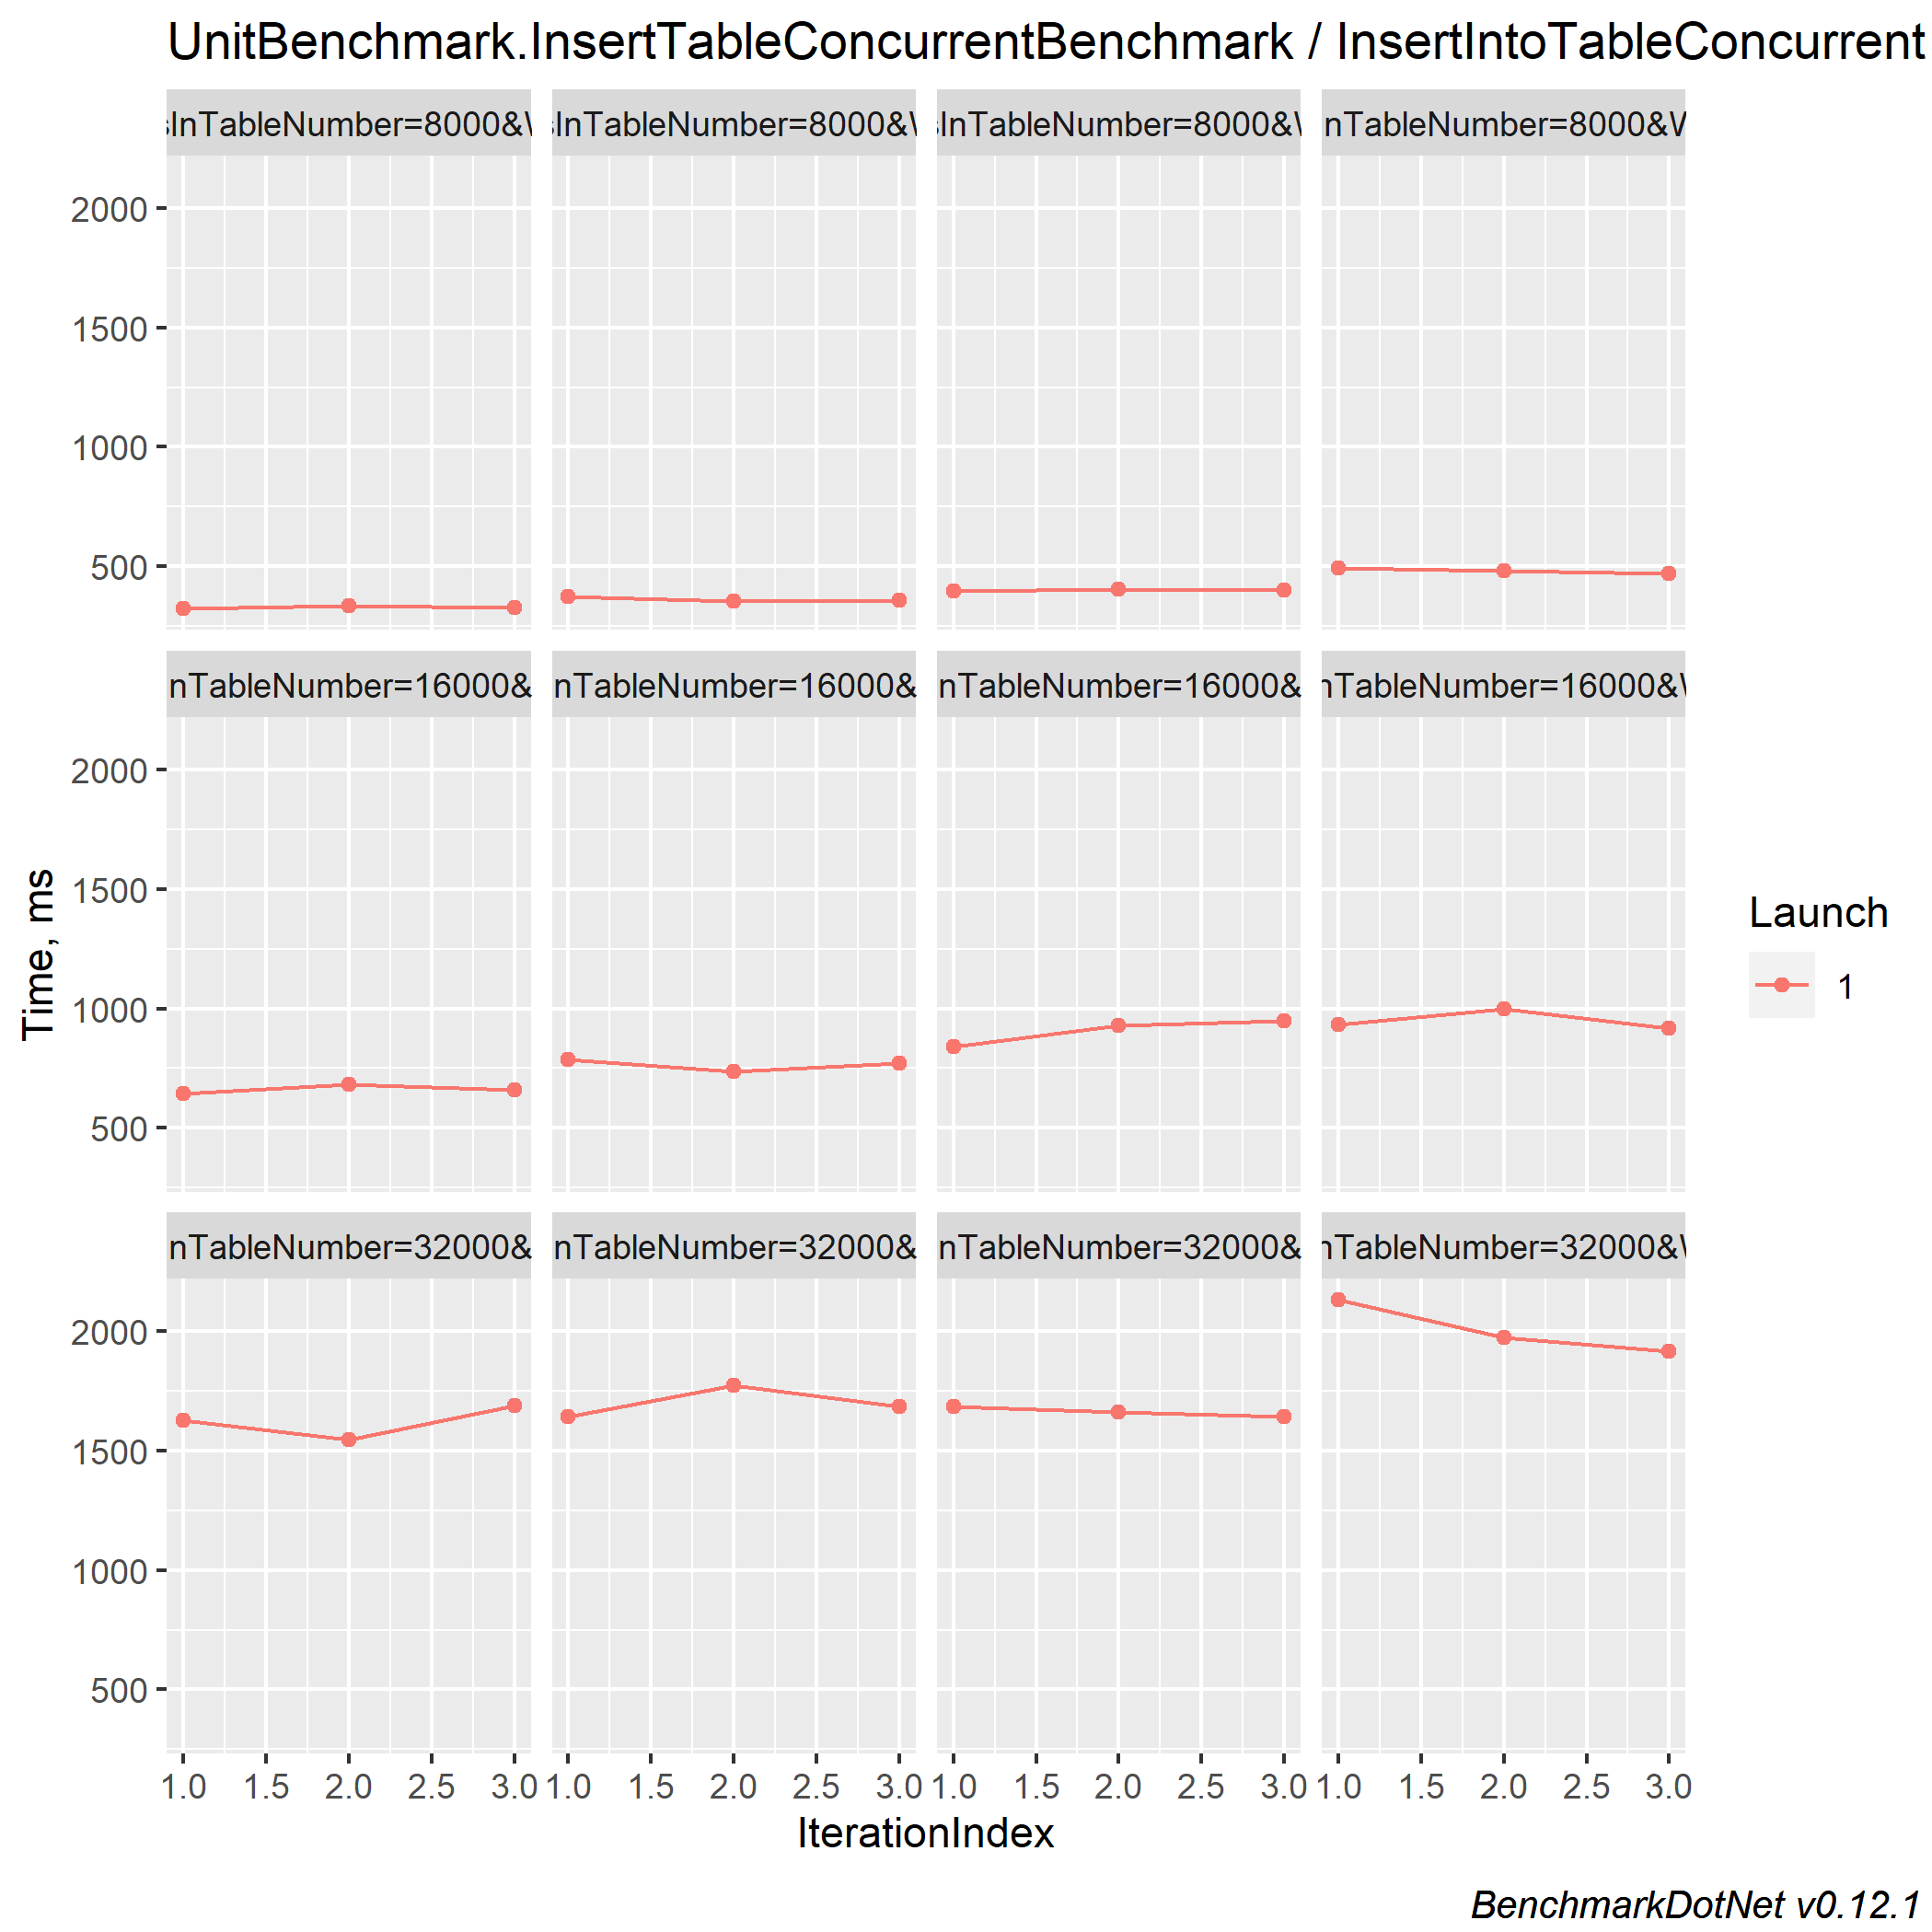 UnitBenchmark.InsertTableConcurrentBenchmark / InsertIntoTableConcurrent
sInTableNumber=8000&W sInTableNumber=8000&W sInTableNumber=8000&W nTableNumber=8000&W
2000
1500
1000
500
nTableNumber=16000& nTableNumber=16000& nTableNumber=16000& nTableNumber=16000&W
2000
1500
1000
500
nTableNumber=32000& nTableNumber=32000& nTableNumber=32000& nTableNumber=32000&W
2000
1500
1000
500
1.0 1.5 2.0 2.5 3.0 1.0 1.5 2.0 2.5 3.0 1.0 1.5 2.0 2.5 3.0 1.0 1.5 2.0 2.5 3.0
IterationIndex
Time, ms
Launch
1
BenchmarkDotNet v0.12.1